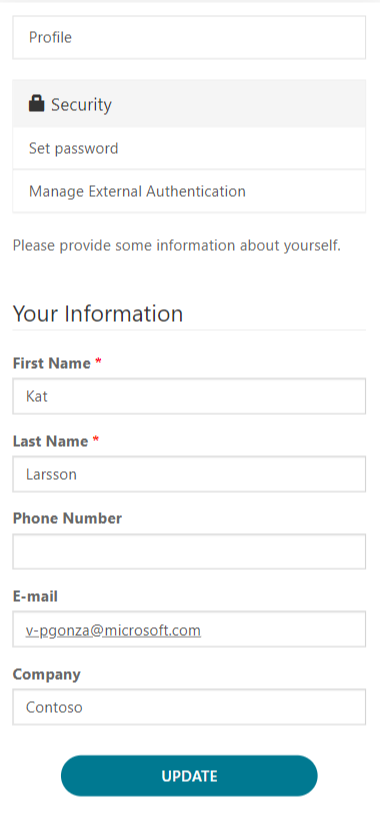 Profile
Security
Set password
Manage External Authentication
Please provide some information about yourself.
Your Information
First Name *
Kat
Last Name *
Larsson
Phone Number
E-mail
v-pgonza@microsoft.com
Company
Contoso
UPDATE